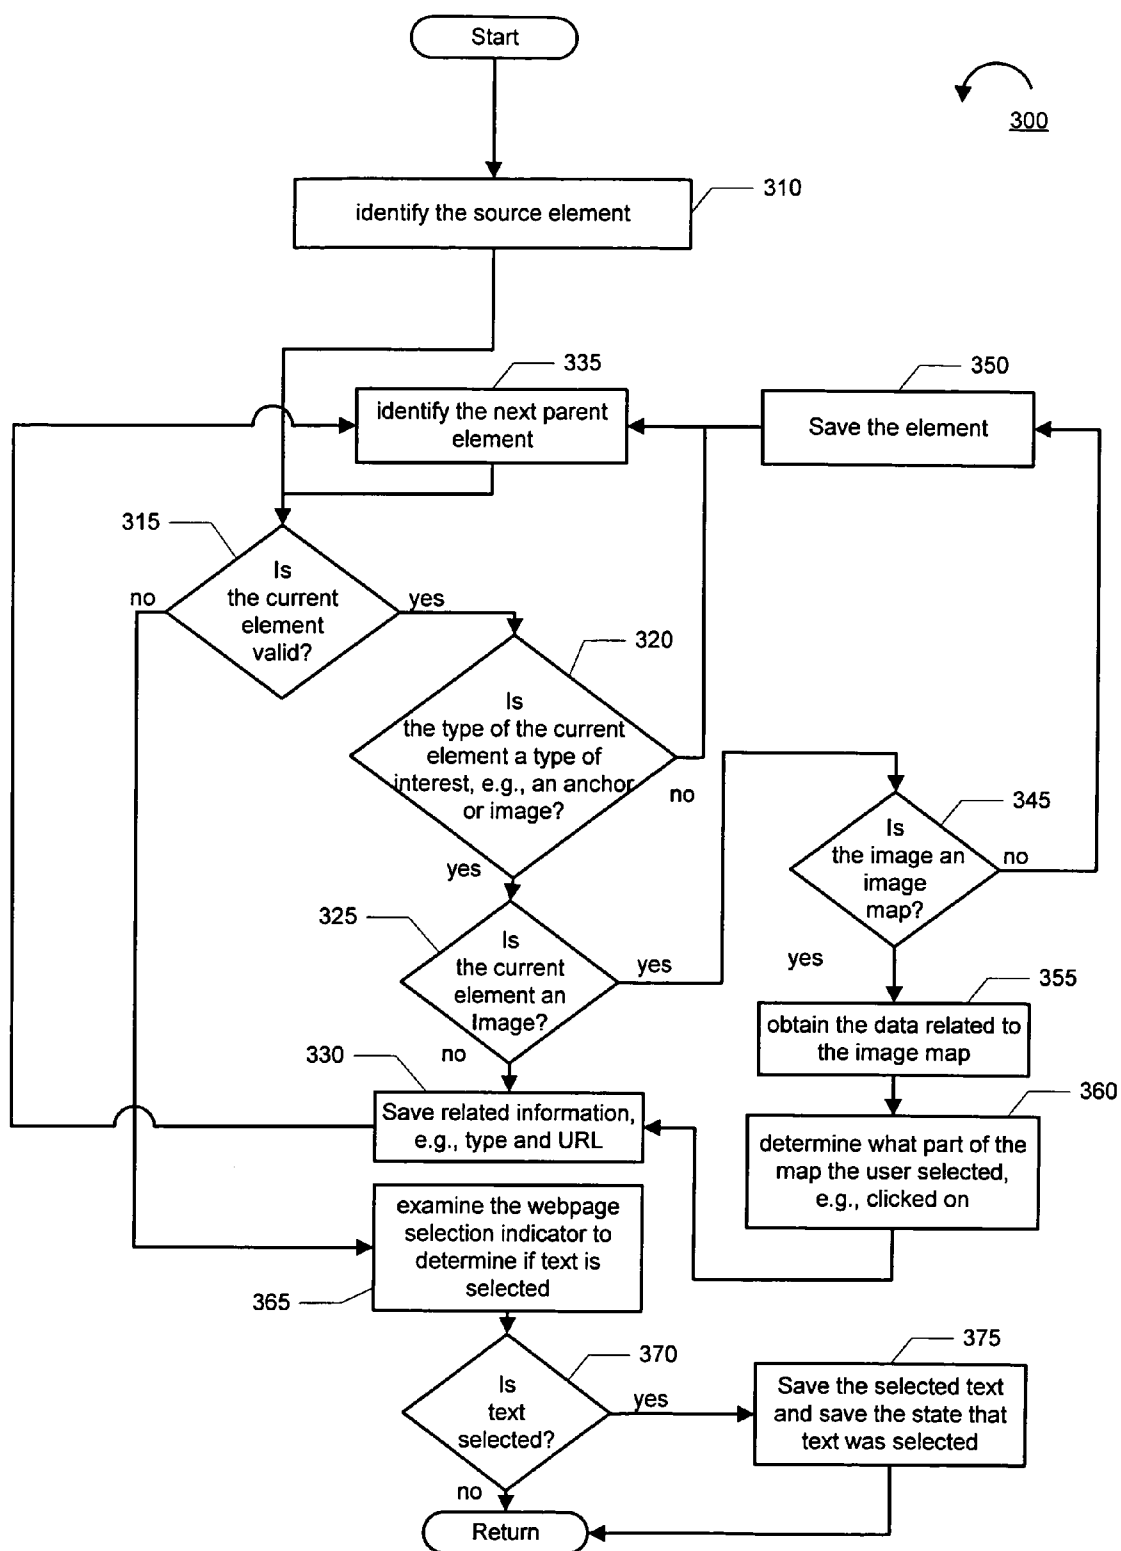 Start
300
310
identify the source element
335
identify the next parent
element
350
Save the element
315
Is
the current
element
valid?
no
yes
320
Is
the type of the current
element a type of
interest, e.g., an anchor
or image?
no
yes
345
Is
the image an
image
map?
no
yes
325
Is
the current
element an
Image?
yes
no
355
obtain the data related to
the image map
330
Save related information,
e.g., type and URL
360
determine what part of the
map the user selected,
e.g., clicked on
examine the webpage
selection indicator to
determine if text is
selected
365
370
Is
text
selected?
yes
no
375
Save the selected text
and save the state that
text was selected
Return